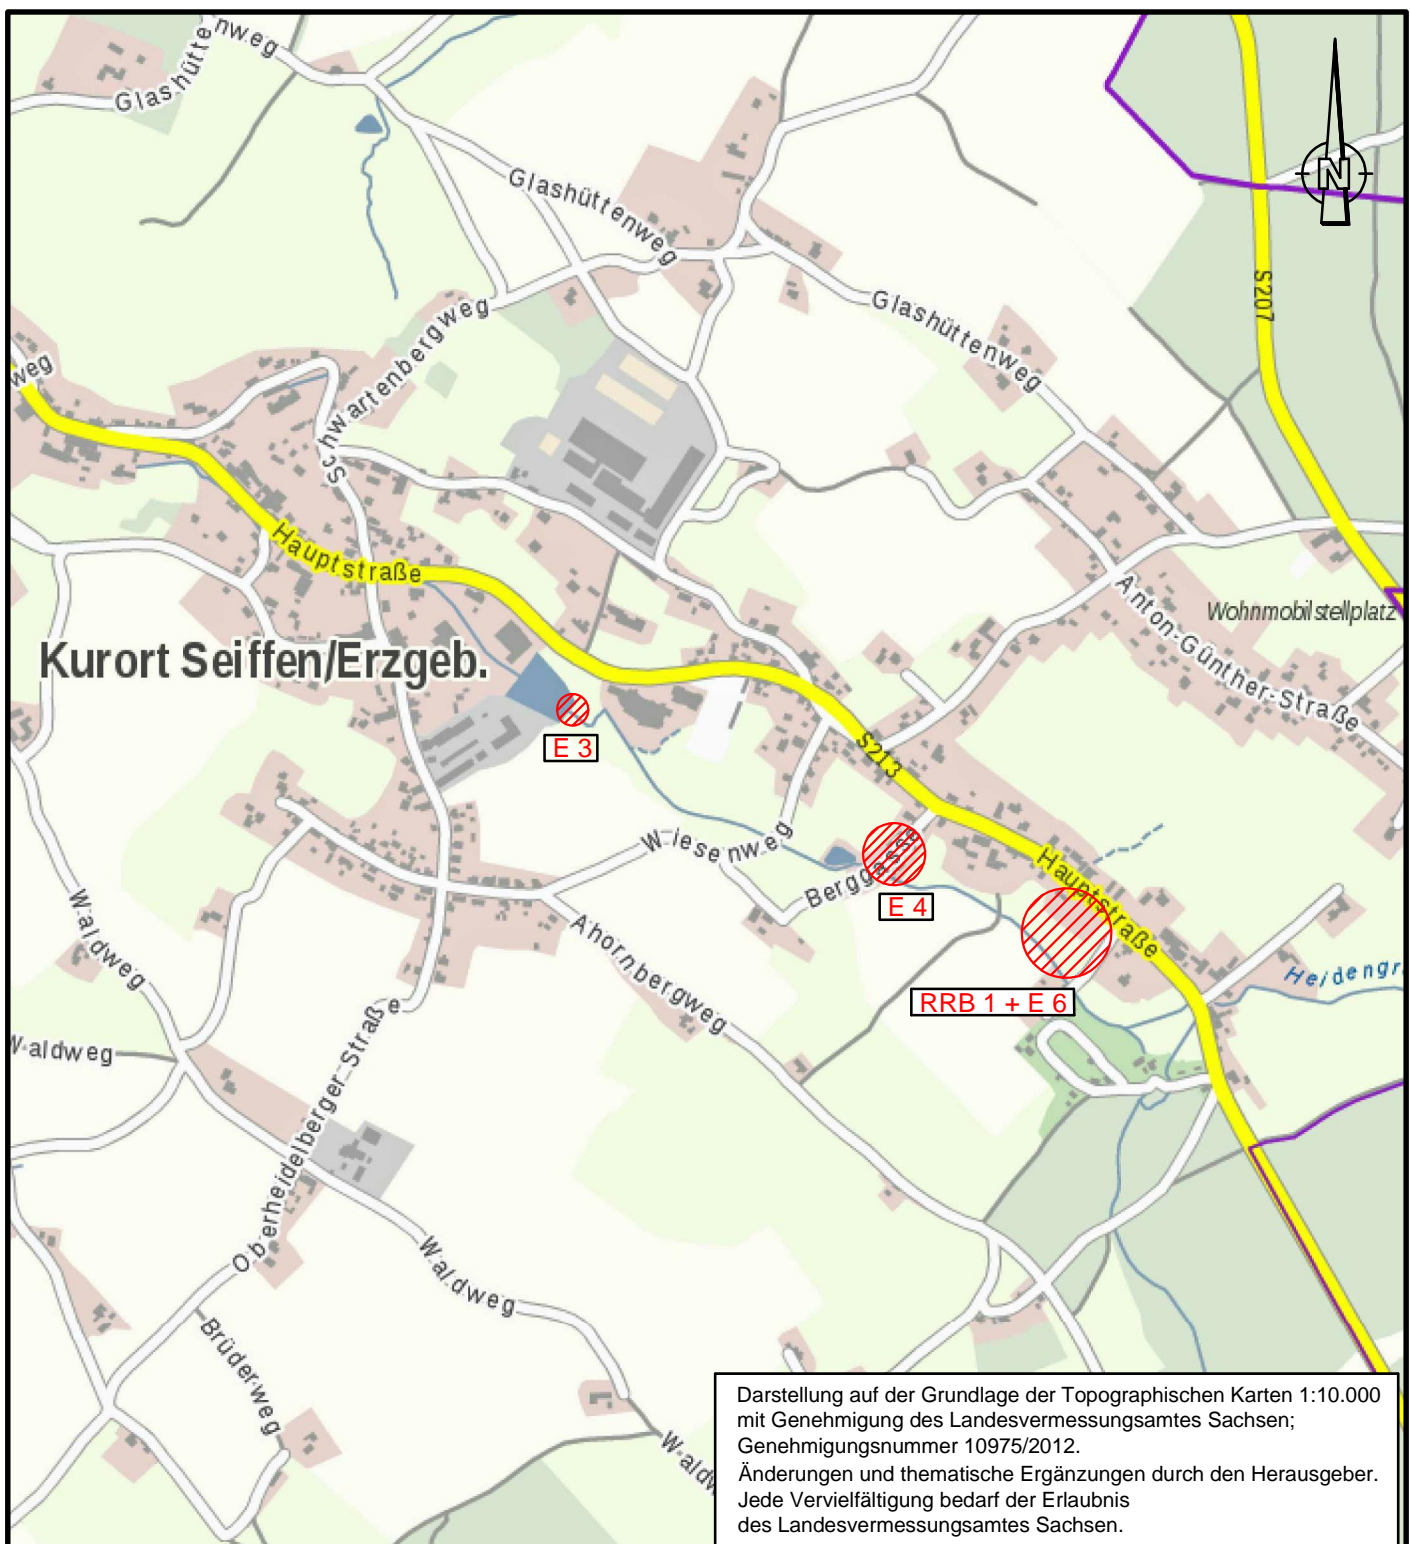 Glashüttenweg
N
Glashüttenweg
S207
Glashüttenweg
weg
Schwartenbergweg
Hauptstraße
Anton-Günther-Straße
Wohnmobilstellplatz
Kurort Seiffen/Erzgeb.
E 3
S213
Wiesenweg
Hauptstraße
E 4
Waldweg
Ahornbergweg
RRB 1 + E 6
Waldweg
Oberheidelberger-Straße
Waldweg
Brüderweg
Darstellung auf der Grundlage der Topographischen Karten 1:10.000
mit Genehmigung des Landesvermessungsamtes Sachsen;
Genehmigungsnummer 10975/2012.
Änderungen und thematische Ergänzungen durch den Herausgeber.
Jede Vervielfältigung bedarf der Erlaubnis
des Landesvermessungsamtes Sachsen.